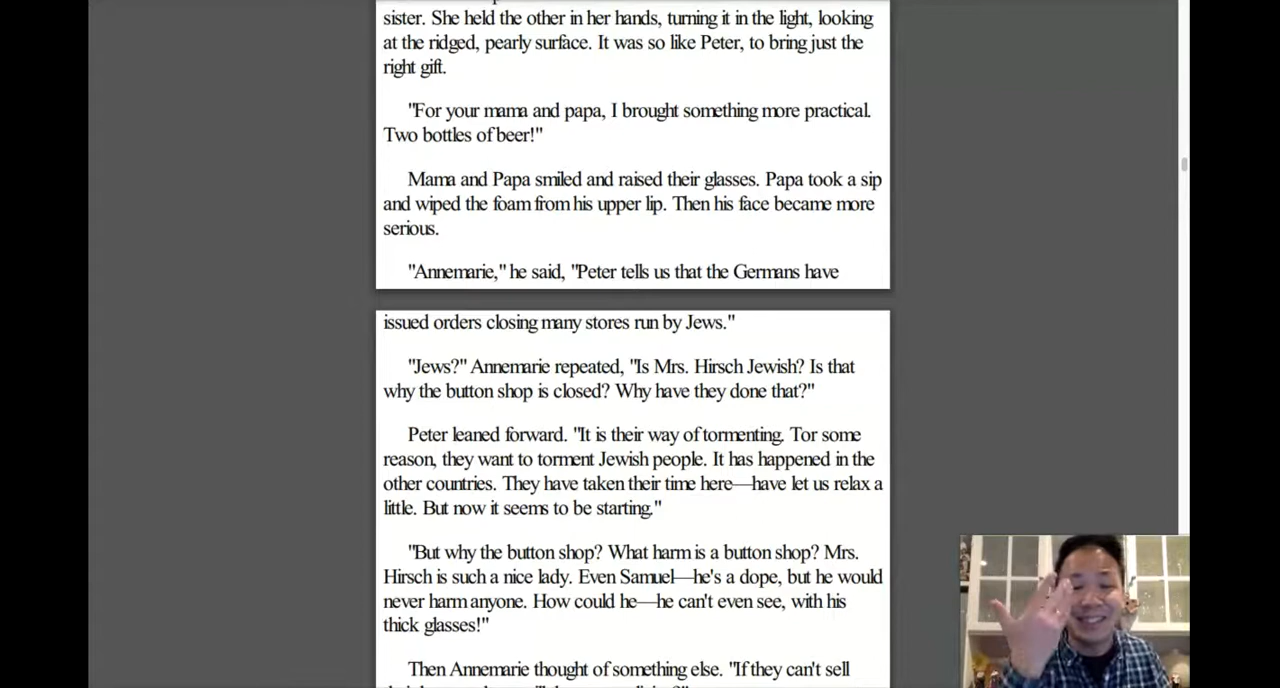 sister. She held the other in her hands, turning it in the light, looking
at the ridged, pearly surface. It was so like Peter, to bring just the
right gift.
"For your mama and papa, I brought something more practical.
Two bottles of beer!"
Mama and Papa smiled and raised their glasses. Papa took a sip
and wiped the foam from his upper lip. Then his face became more
serious.
"Annemarie," he said, "Peter tells us that the Germans have
issued orders closing many stores run by Jews."
"Jews?" Annemarie repeated, "Is Mrs. Hirsch Jewish? Is that
why the button shop is closed? Why have they done that?"
Peter leaned forward. "It is their way of tormenting. Tor some
reason, they want to torment Jewish people. It has happened in the
other countries. They have taken their time here—have let us relax a
little. But now it seems to be starting."
"But why the button shop? What harm is a button shop? Mrs.
Hirsch is such a nice lady. Even Samuel—he's a dope, but he would
never harm anyone. How could he—he can't even see, with his
thick glasses!"
Then Annemarie thought of something else. "If they can't sell